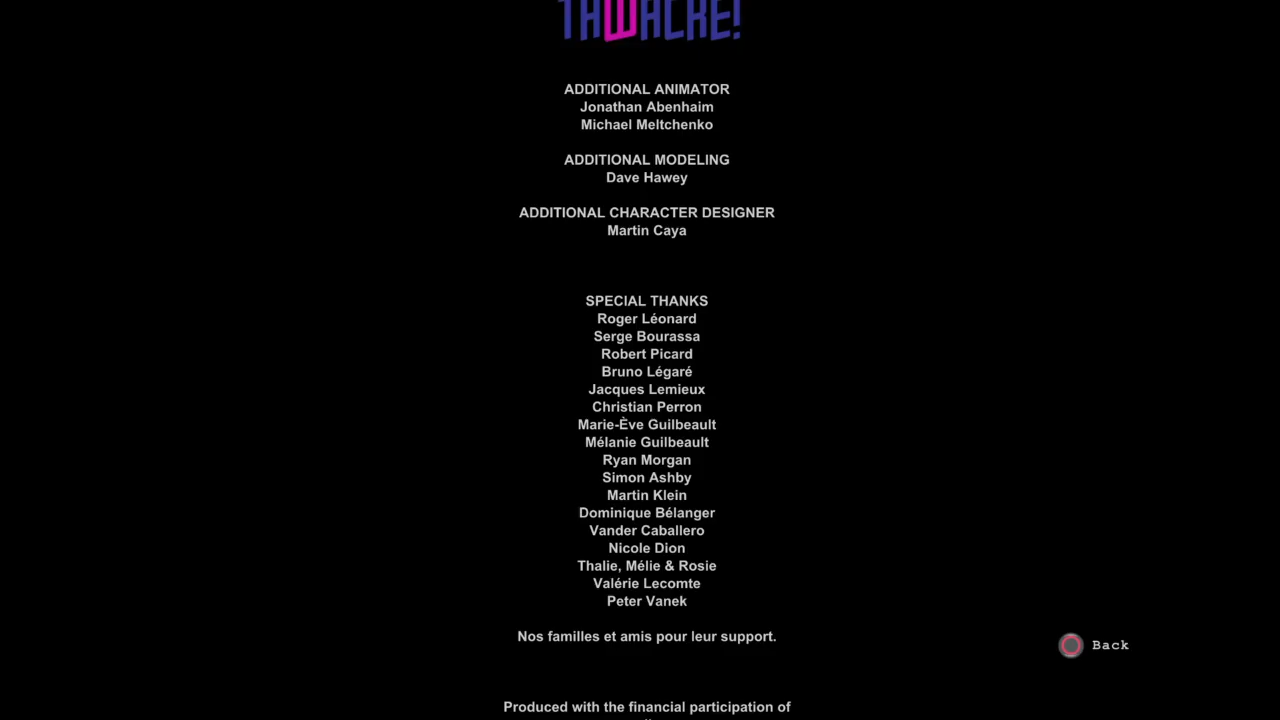 ADDITIONAL ANIMATOR
Jonathan Abenhaim
Michael Meltchenko
ADDITIONAL MODELING
Dave Hawey
ADDITIONAL CHARACTER DESIGNER
Martin Caya
SPECIAL THANKS
Roger Léonard
Serge Bourassa
Robert Picard
Bruno Légaré
Jacques Lemieux
Christian Perron
Marie-Ève Guilbeault
Mélanie Guilbeault
Ryan Morgan
Simon Ashby
Martin Klein
Dominique Bélanger
Vander Caballero
Nicole Dion
Thalie, Mélie & Rosie
Valérie Lecomte
Peter Vanek
Nos familles et amis pour leur support.
Back
Produced with the financial participation of